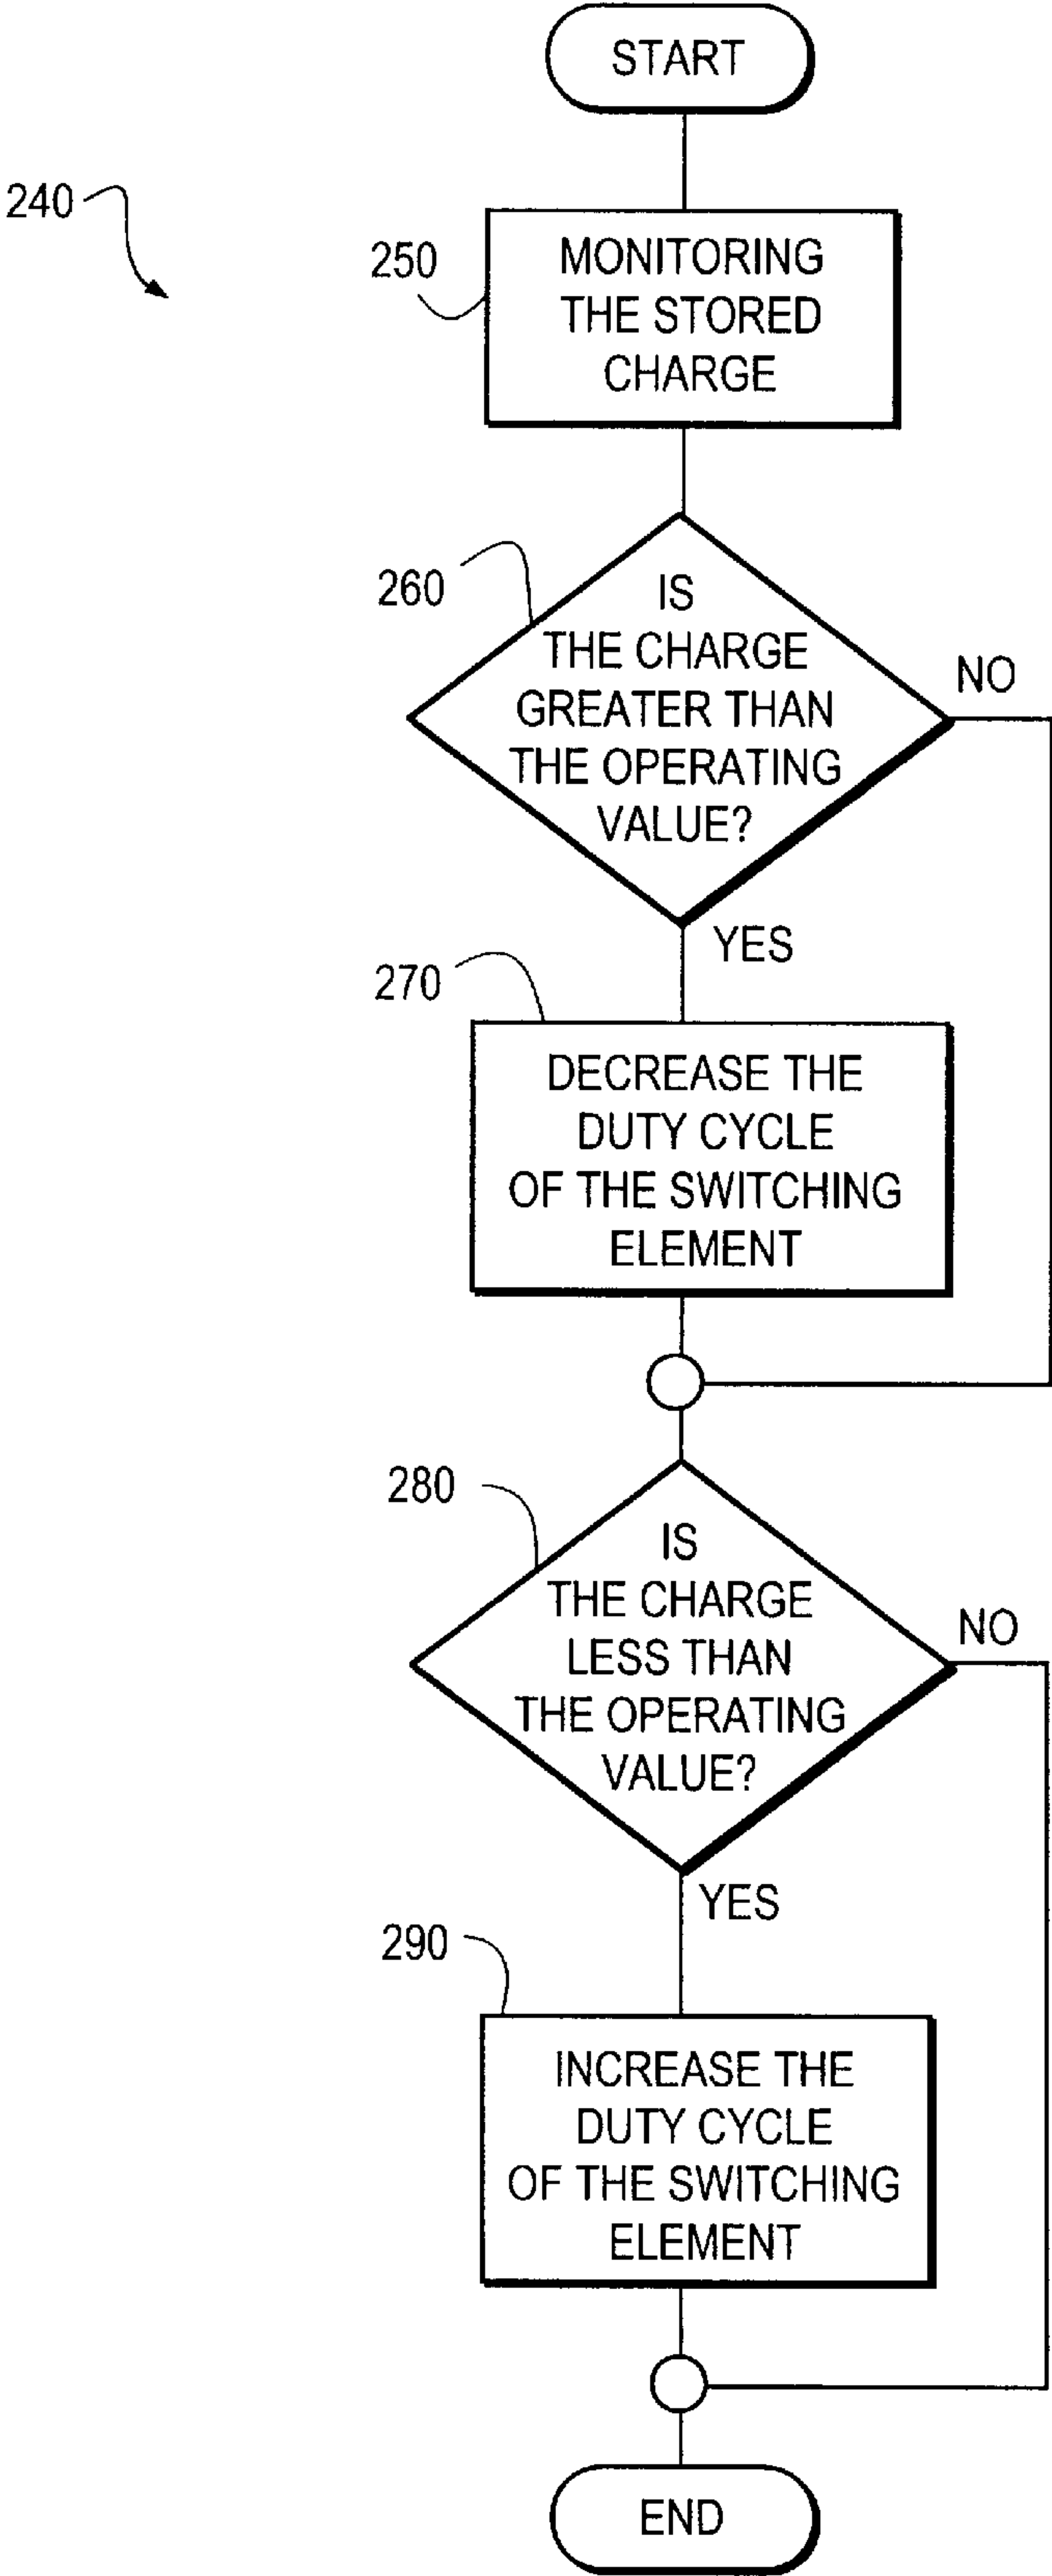 START
240
250
MONITORING
THE STORED
CHARGE
260
IS
THE CHARGE
GREATER THAN
THE OPERATING
VALUE?
NO
YES
270
DECREASE THE
DUTY CYCLE
OF THE SWITCHING
ELEMENT
280
IS
THE CHARGE
LESS THAN
THE OPERATING
VALUE?
NO
YES
290
INCREASE THE
DUTY CYCLE
OF THE SWITCHING
ELEMENT
END